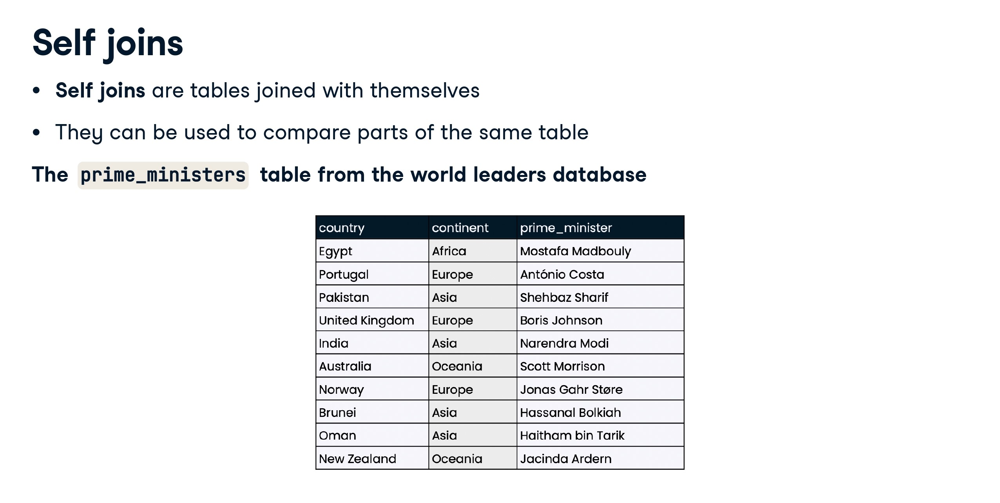 Self joins
• Self joins are tables joined with themselves
• They can be used to compare parts of the same table
The prime_ministers table from the world leaders database
country continent prime_minister
Egypt Africa Mostafa Madbouly
Portugal Europe António Costa
Pakistan Asia Shehbaz Sharif
United Kingdom Europe Boris Johnson
India Asia Narendra Modi
Australia Oceania Scott Morrison
Norway Europe Jonas Gahr Støre
Brunei Asia Hassanal Bolkiah
Oman Asia Haitham bin Tarik
New Zealand Oceania Jacinda Ardern